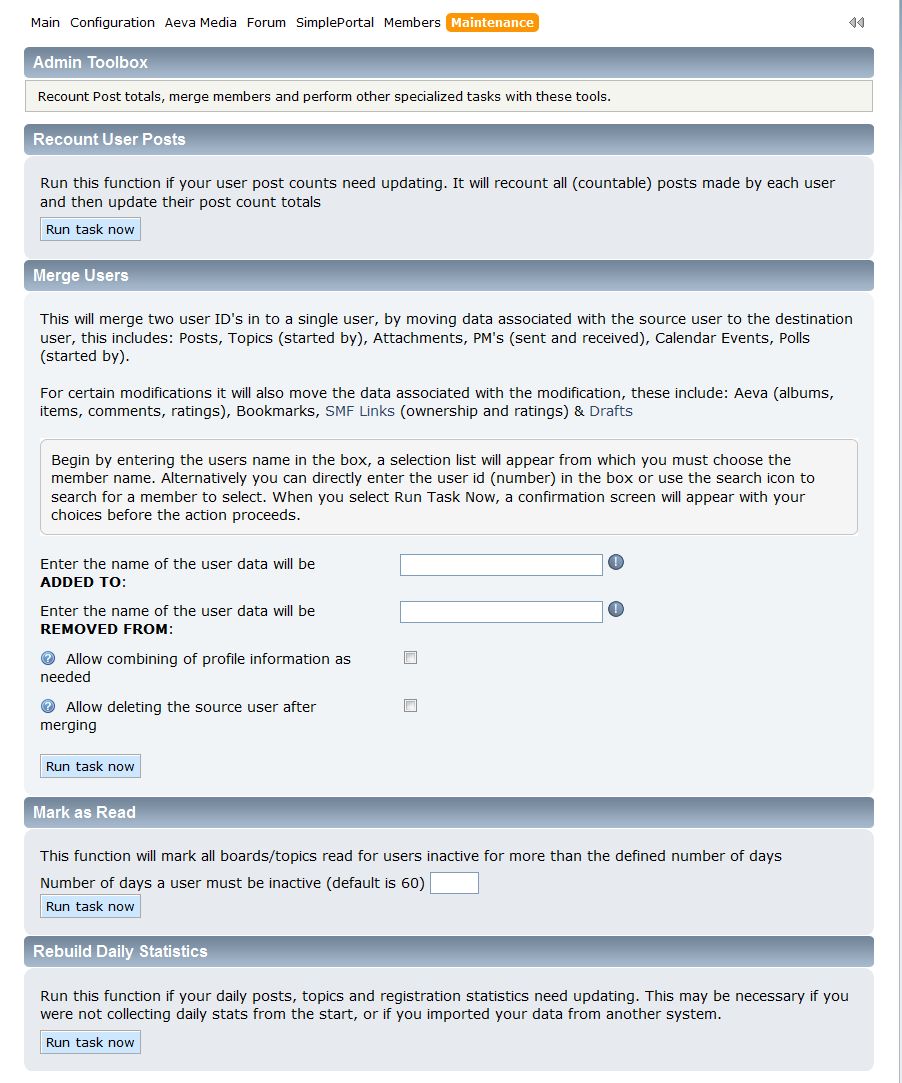 Main Configuration Aeva Media Forum SimplePortal Members Maintenance
Admin Toolbox
Recount Post totals, merge members and perform other specialized tasks with these tools.
Recount User Posts
Run this function if your user post counts need updating. It will recount all (countable) posts made by each user
and then update their post count totals
Run task now
Merge Users
This will merge two user ID's in to a single user, by moving data associated with the source user to the destination
user, this includes: Posts, Topics (started by), Attachments, PM's (sent and received), Calendar Events, Polls
(started by).
For certain modifications it will also move the data associated with the modification, these include: Aeva (albums,
items, comments, ratings), Bookmarks, SMF Links (ownership and ratings) & Drafts
Begin by entering the users name in the box, a selection list will appear from which you must choose the
member name. Alternatively you can directly enter the user id (number) in the box or use the search icon to
search for a member to select. When you select Run Task Now, a confirmation screen will appear with your
choices before the action proceeds.
Enter the name of the user data will be
ADDED TO:
Enter the name of the user data will be
REMOVED FROM:
Allow combining of profile information as
needed
Allow deleting the source user after
merging
Run task now
Mark as Read
This function will mark all boards/topics read for users inactive for more than the defined number of days
Number of days a user must be inactive (default is 60)
Run task now
Rebuild Daily Statistics
Run this function if your daily posts, topics and registration statistics need updating. This may be necessary if you
were not collecting daily stats from the start, or if you imported your data from another system.
Run task now